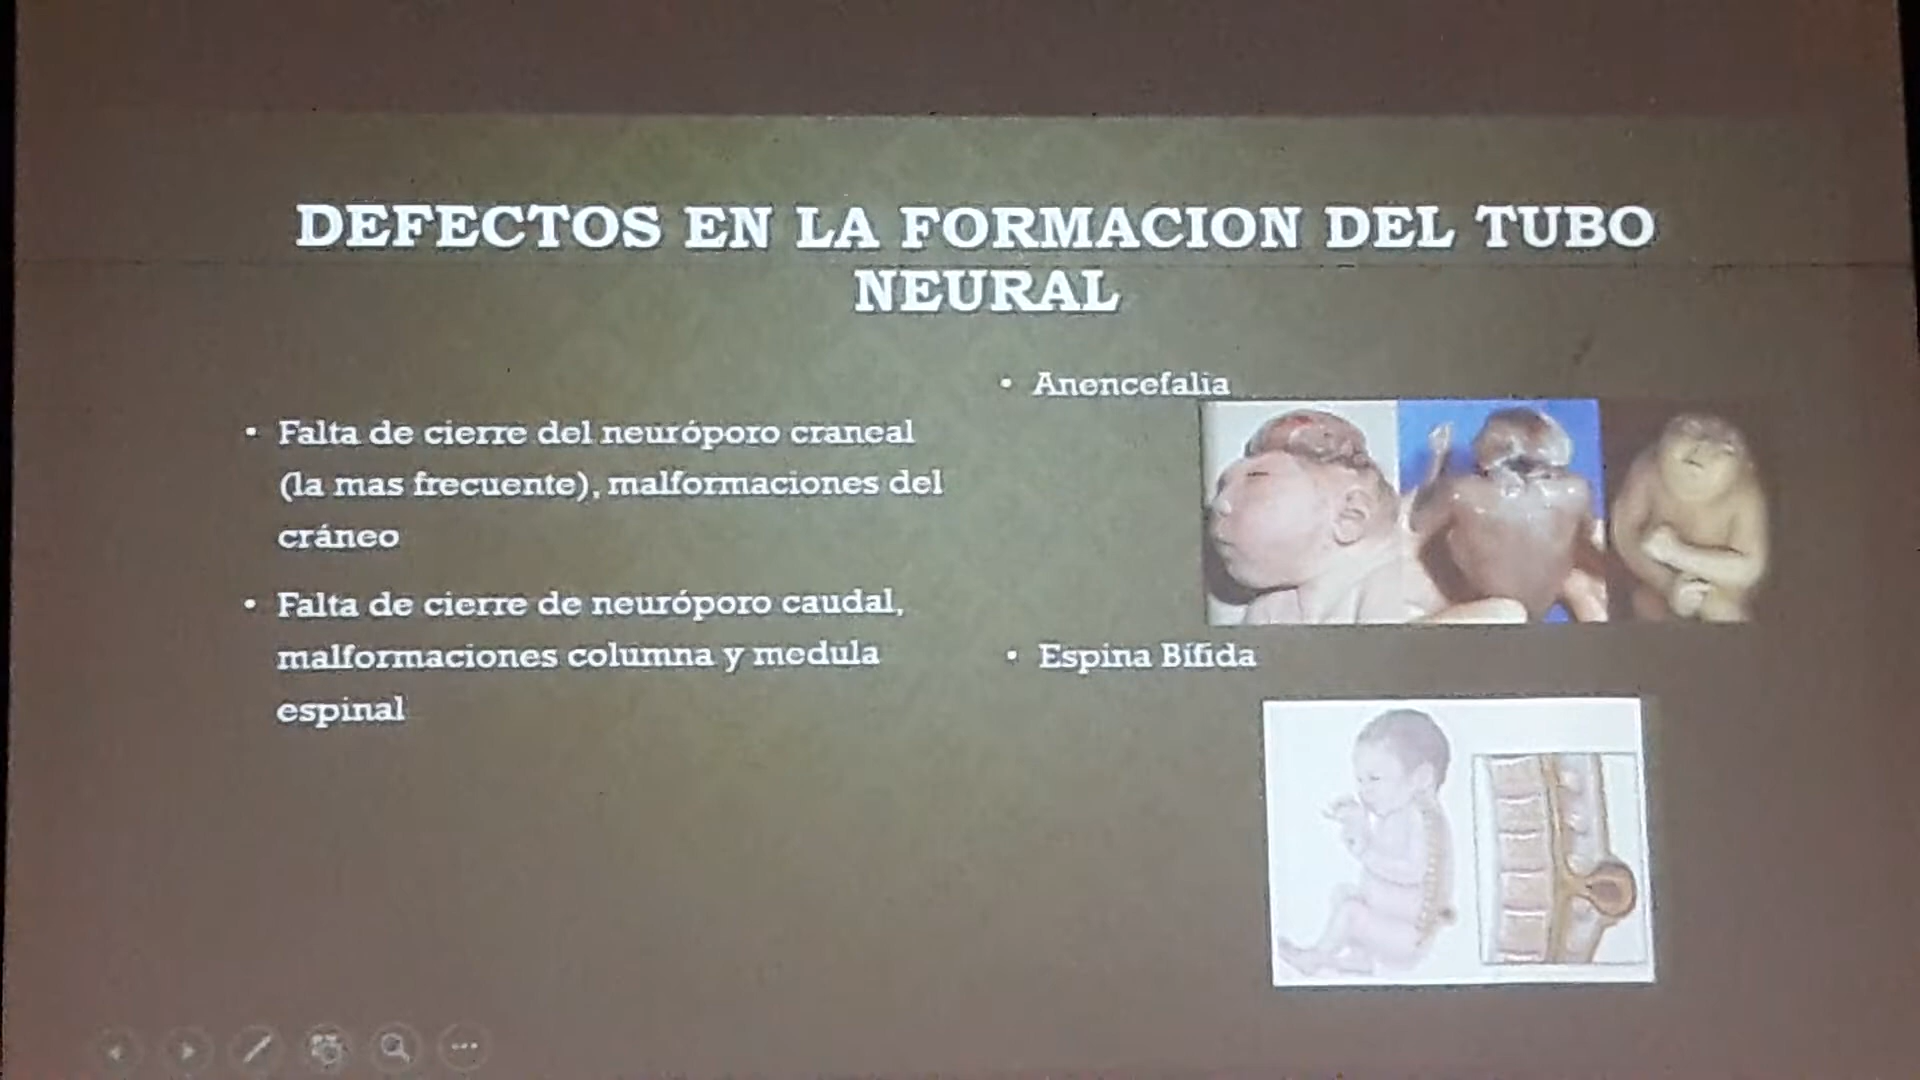 DEFECTOS EN LA FORMACION DEL TUBO
NEURAL
• Falta de cierre del neuróporo craneal
(la mas frecuente), malformaciones del
cráneo
• Falta de cierre de neuróporo caudal,
malformaciones columna y medula
espinal
• Anencefalia
• Espina Bífida